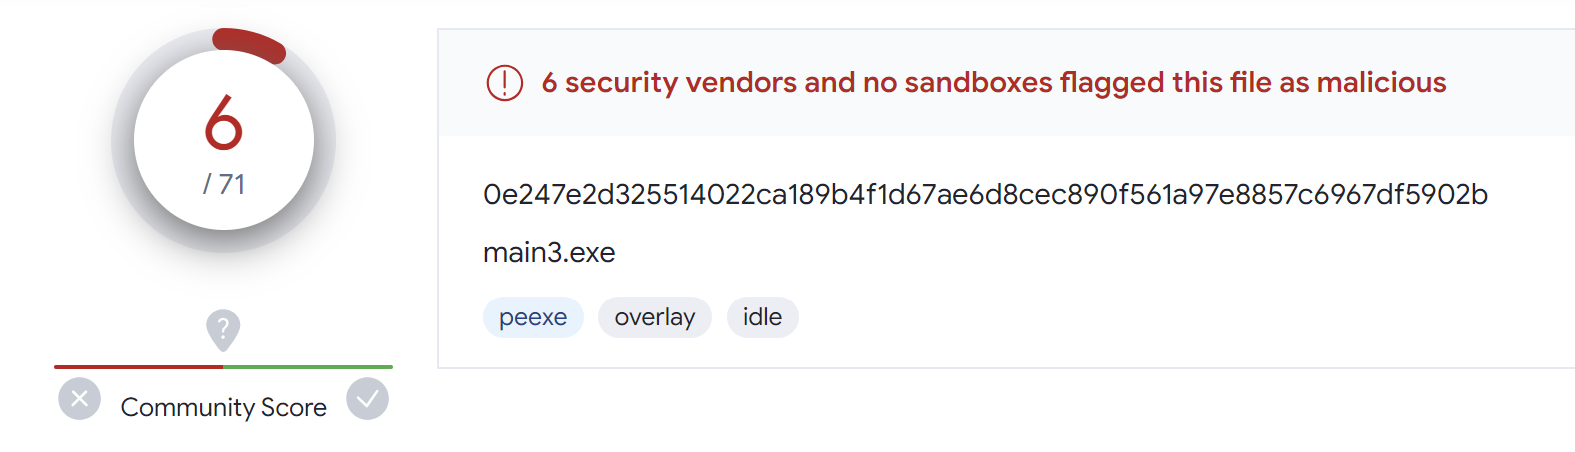 6
/ 71
Community Score
6 security vendors and no sandboxes flagged this file as malicious
0e247e2d325514022ca189b4f1d67ae6d8cec890f561a97e8857c6967df5902b
main3.exe
peexe overlay idle